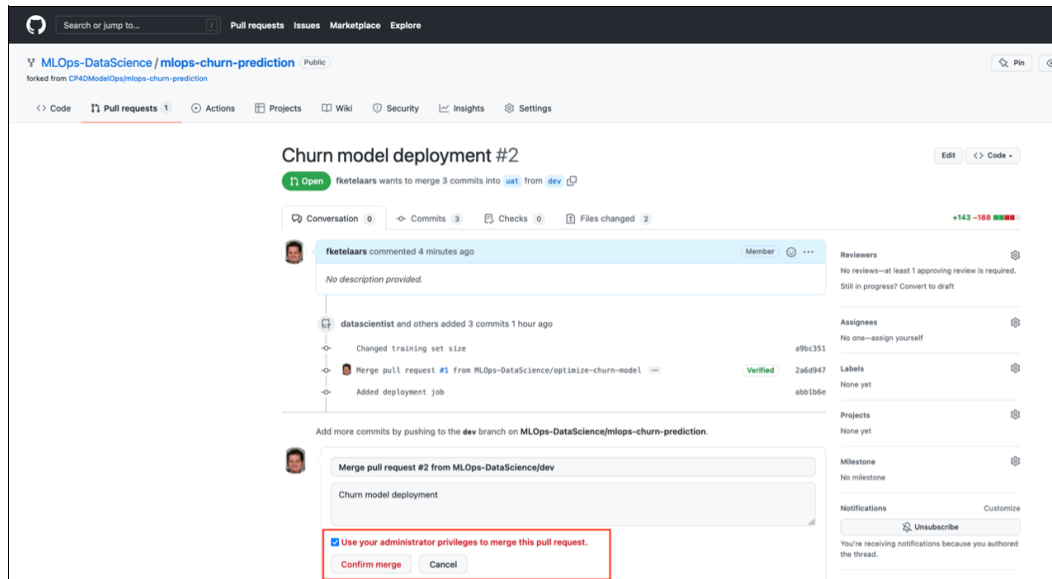 Search or jump to... /
Pull requests Issues Marketplace Explore
MLOps-DataScience / mlops-churn-prediction Public
forked from CP4DModelOps/mlops-churn-prediction
Pin
Code Pull requests 1 Actions Projects Wiki Security Insights Settings
Churn model deployment #2
Edit <> Code
Open fketelaars wants to merge 3 commits into uat from dev
Conversation 0 Commits 3 Checks 0 Files changed 2
+143 −188
fketelaars commented 4 minutes ago
Member
No description provided.
datascientist and others added 3 commits 1 hour ago
Changed training set size a9bc351
Merge pull request #1 from MLOps-DataScience/optimize-churn-model ... Verified 2a6d947
Added deployment job abb1b6e
Add more commits by pushing to the dev branch on MLOps-DataScience/mlops-churn-prediction.
Merge pull request #2 from MLOps-DataScience/dev
Churn model deployment
Use your administrator privileges to merge this pull request.
Confirm merge Cancel
Reviewers
No reviews—at least 1 approving review is required.
Still in progress? Convert to draft
Assignees
No one—assign yourself
Labels
None yet
Projects
None yet
Milestone
No milestone
Notifications Customize
Unsubscribe
You're receiving notifications because you authored
the thread.